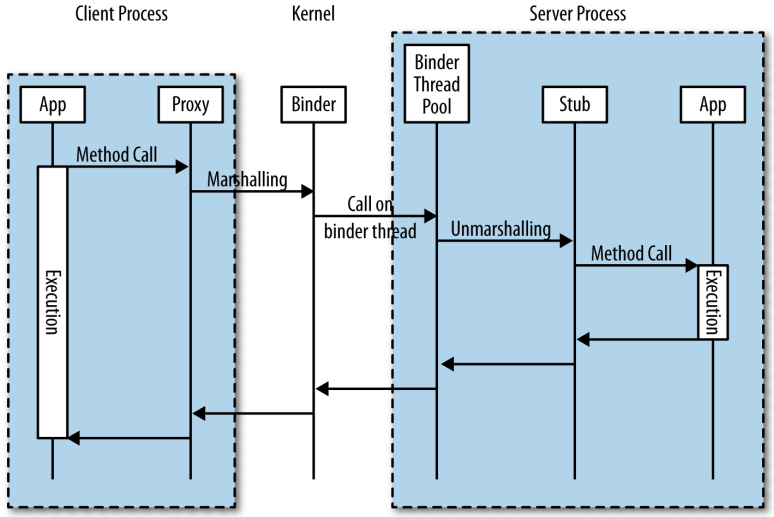 Client Process
Kernel
Server Process
App
Proxy
Binder
Binder
Thread
Pool
Stub
App
Method Call
Marshalling
Call on
binder thread
Unmarshalling
Method Call
Execution
Execution